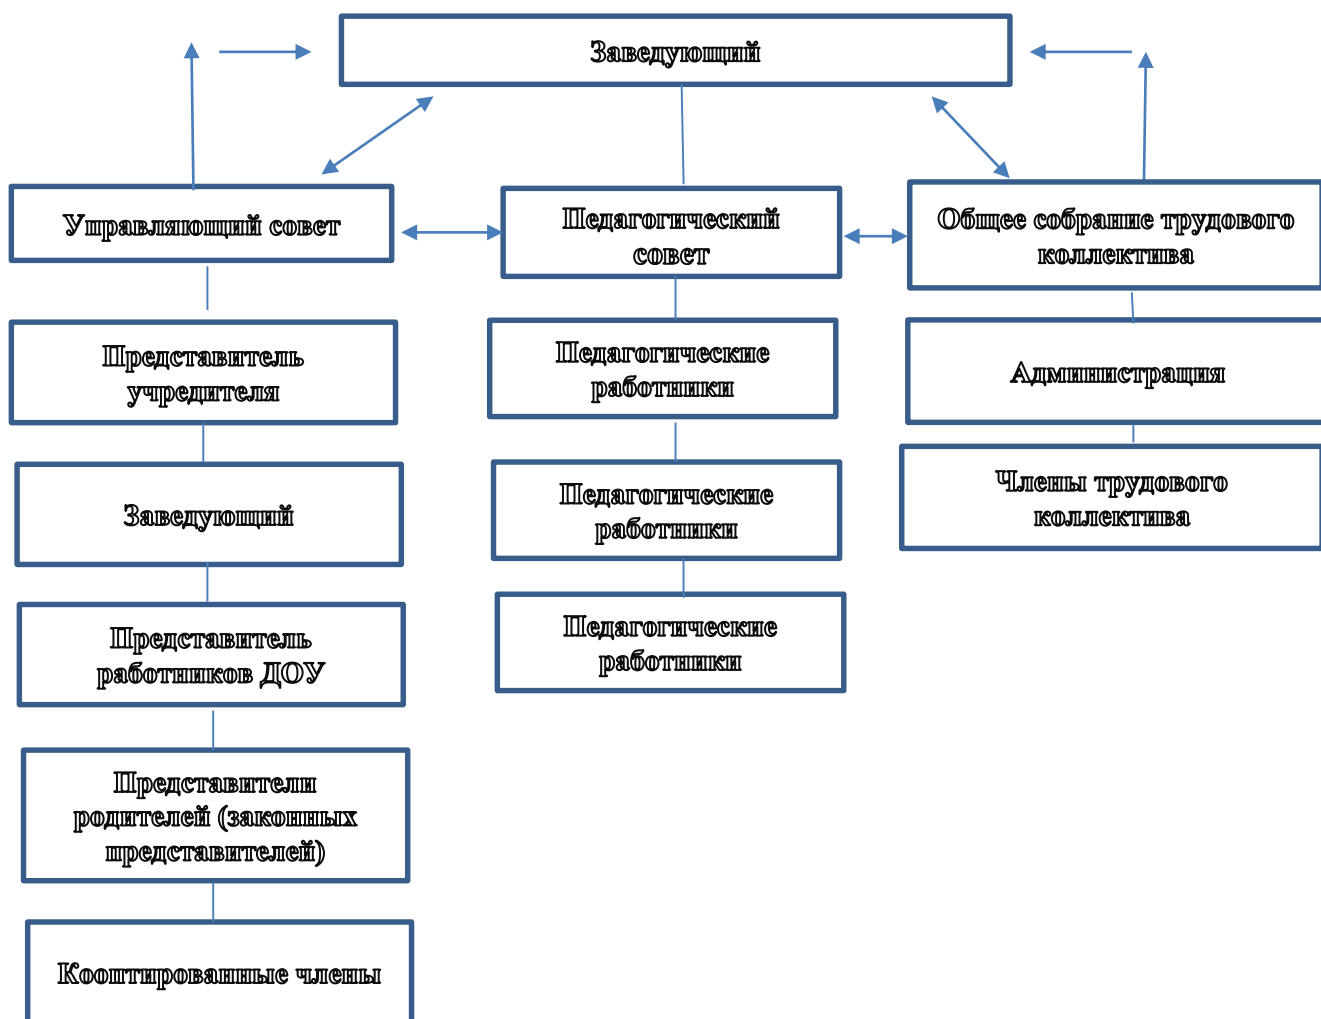 Заведующий
Управляющий совет
Педагогический
совет
Общее собрание трудового
коллектива
Представитель
учредителя
Педагогические
работники
Администрация
Заведующий
Педагогические
работники
Члены трудового
коллектива
Представитель
работников ДОУ
Педагогические
работники
Представители
родителей (законных
представителей)
Кооптированные члены